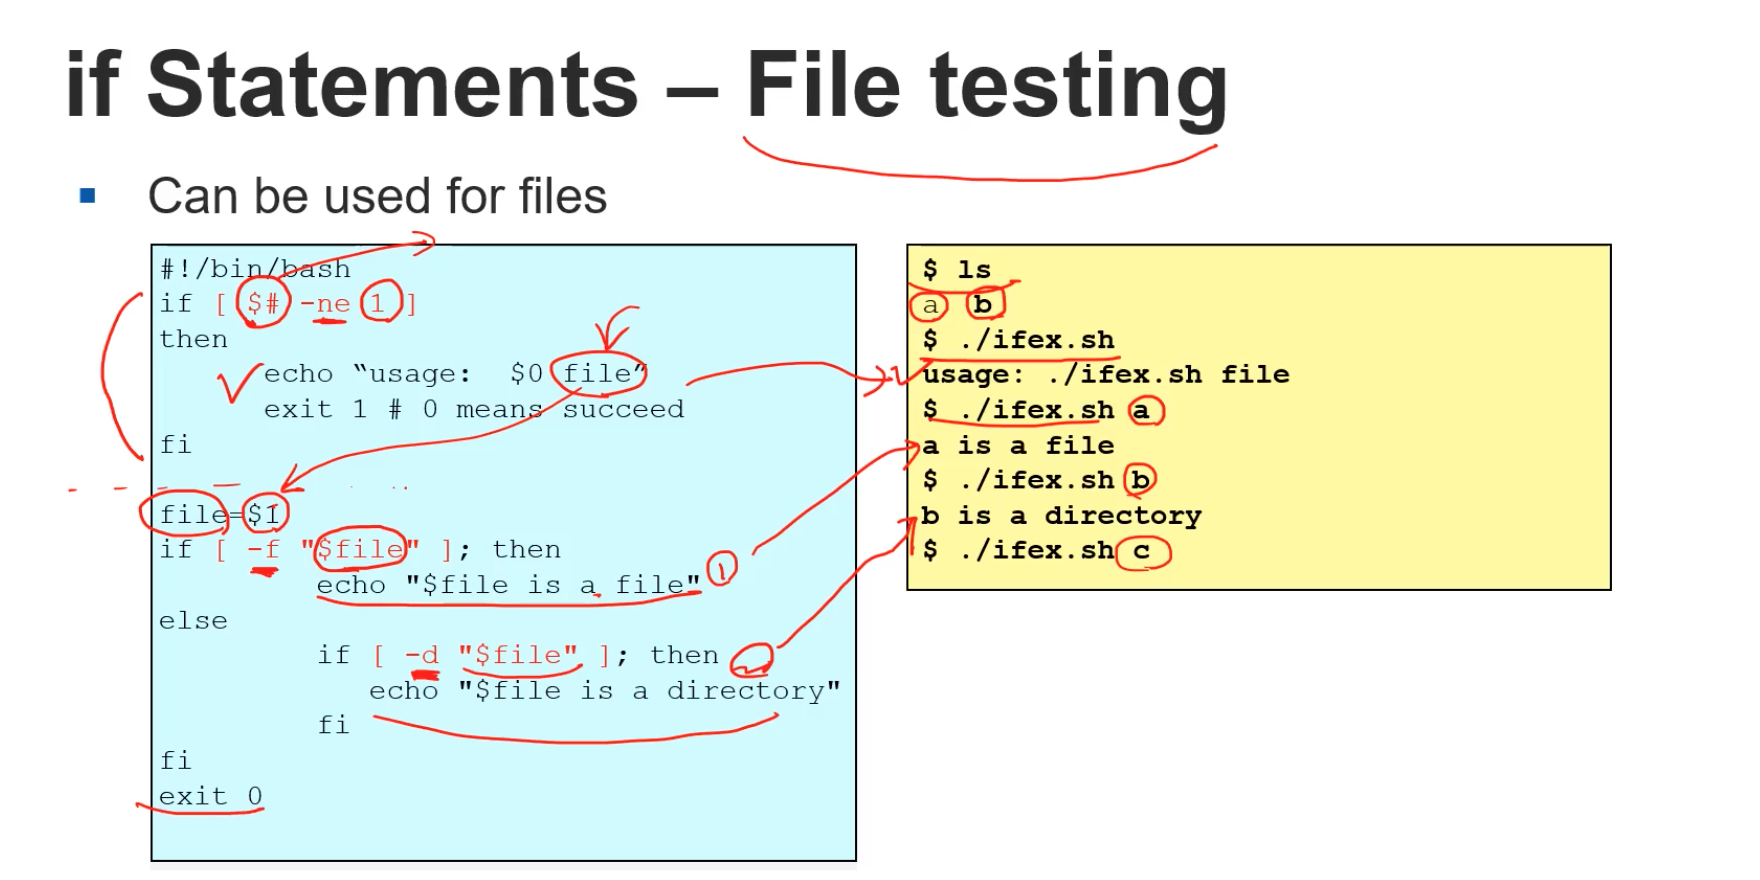 if Statements – File testing
▪ Can be used for files
#!/bin/bash
if [ $# -ne 1 ]
then
echo “usage:  $0 file”
exit 1 # 0 means succeed
fi
file=$1
if [ -f "$file" ]; then
echo "$file is a file"
1
else
if [ -d "$file" ]; then
echo "$file is a directory"
fi
fi
exit 0
$ ls
a  b
$ ./ifex.sh
usage: ./ifex.sh file
$ ./ifex.sh a
a is a file
$ ./ifex.sh b
b is a directory
$ ./ifex.sh c